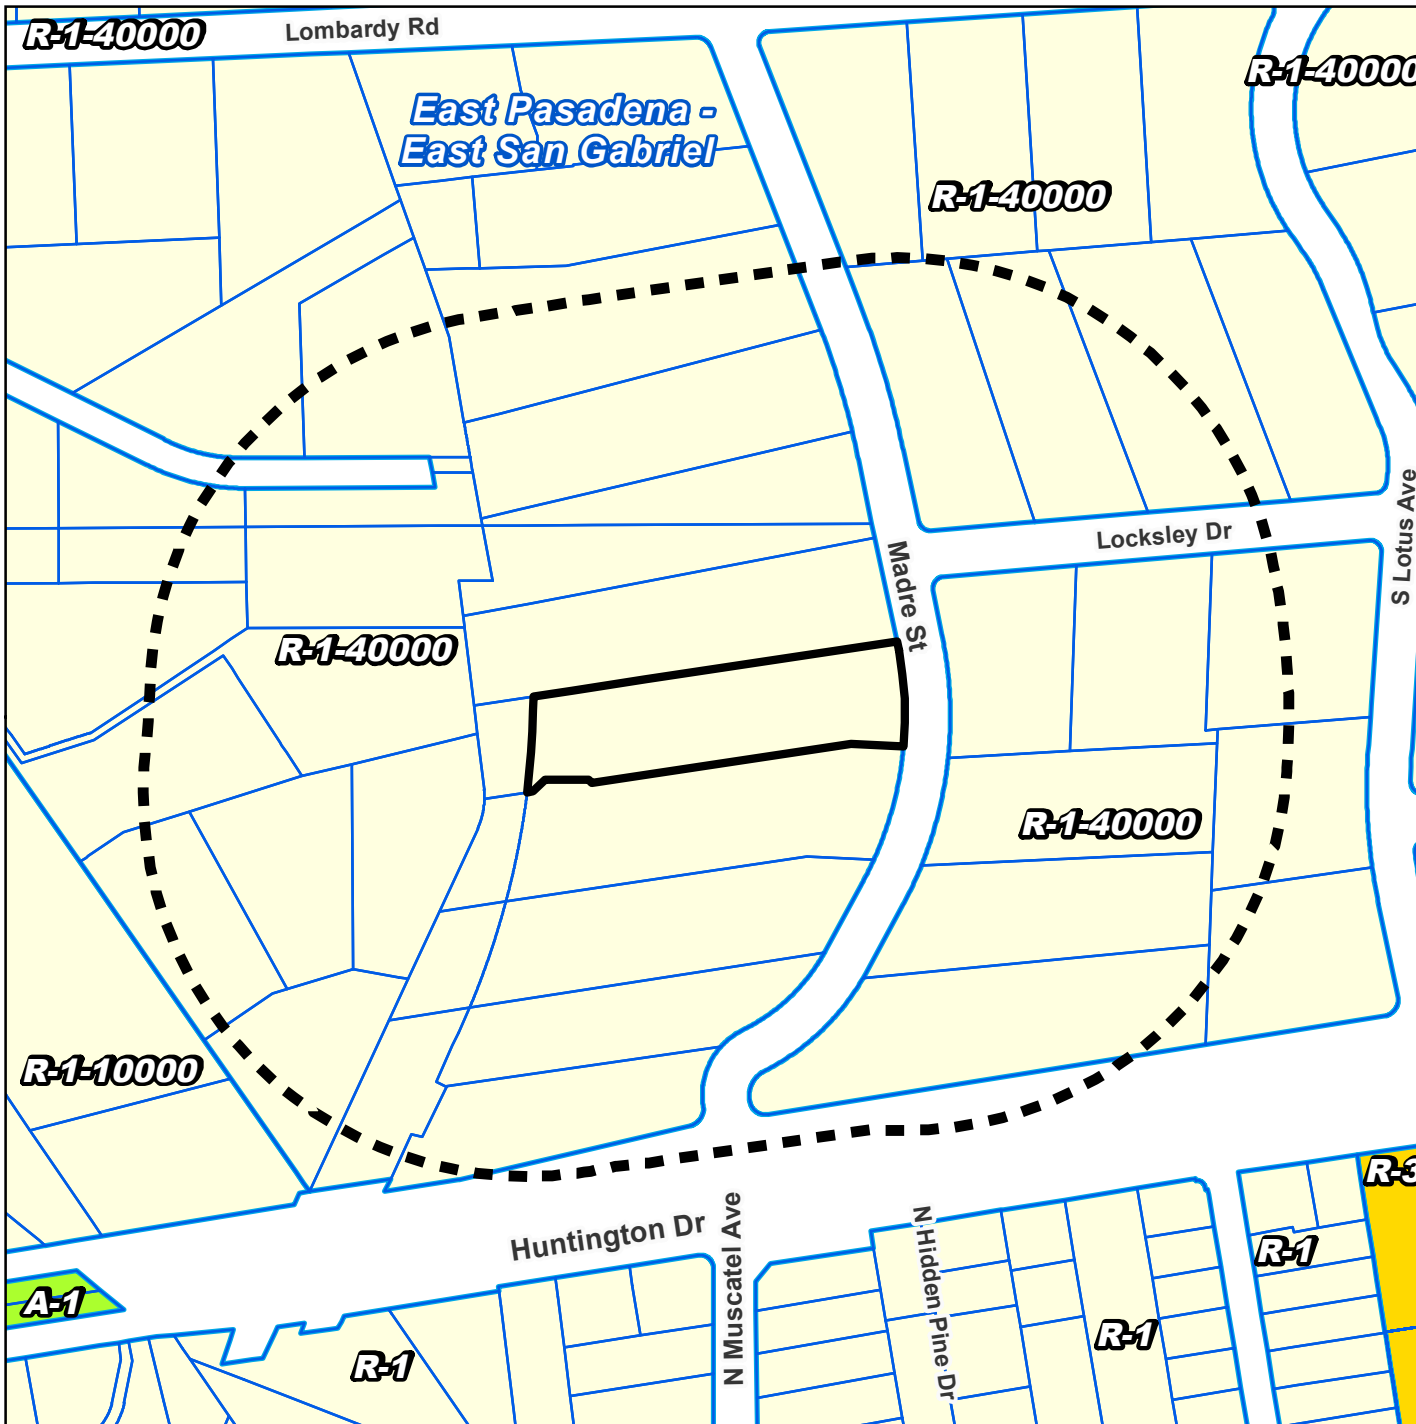 R-1-40000
Lombardy Rd
R-1-40000
East Pasadena -
East San Gabriel
R-1-40000
S Lotus Ave
Locksley Dr
Madre St
R-1-40000
R-1-40000
R-1-10000
R-3
Huntington Dr
N Muscatel Ave
N Hidden Pine Dr
R-1
A-1
R-1
R-1